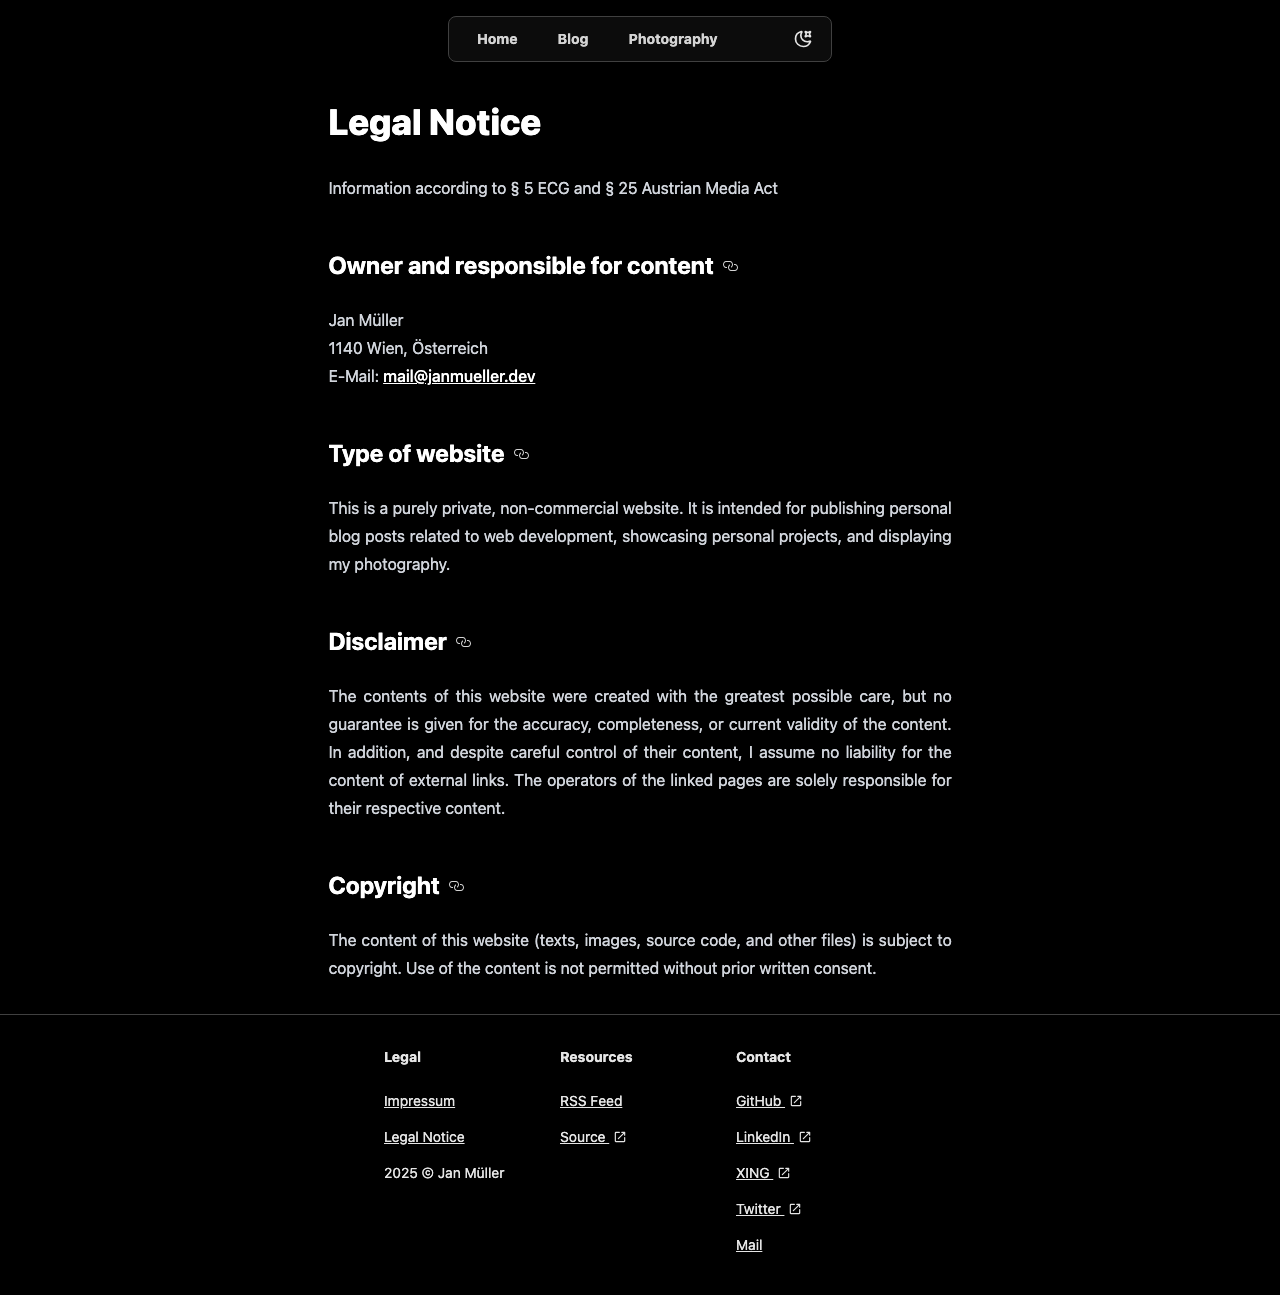 Home Blog Photography
Legal Notice
Information according to § 5 ECG and § 25 Austrian Media Act
Owner and responsible for content
Jan Müller
1140 Wien, Österreich
E-Mail: mail@janmueller.dev
Type of website
This is a purely private, non-commercial website. It is intended for publishing personal
blog posts related to web development, showcasing personal projects, and displaying
my photography.
Disclaimer
The contents of this website were created with the greatest possible care, but no
guarantee is given for the accuracy, completeness, or current validity of the content.
In addition, and despite careful control of their content, I assume no liability for the
content of external links. The operators of the linked pages are solely responsible for
their respective content.
Copyright
The content of this website (texts, images, source code, and other files) is subject to
copyright. Use of the content is not permitted without prior written consent.
Legal
Impressum
Legal Notice
2025 © Jan Müller
Resources
RSS Feed
Source
Contact
GitHub
LinkedIn
XING
Twitter
Mail